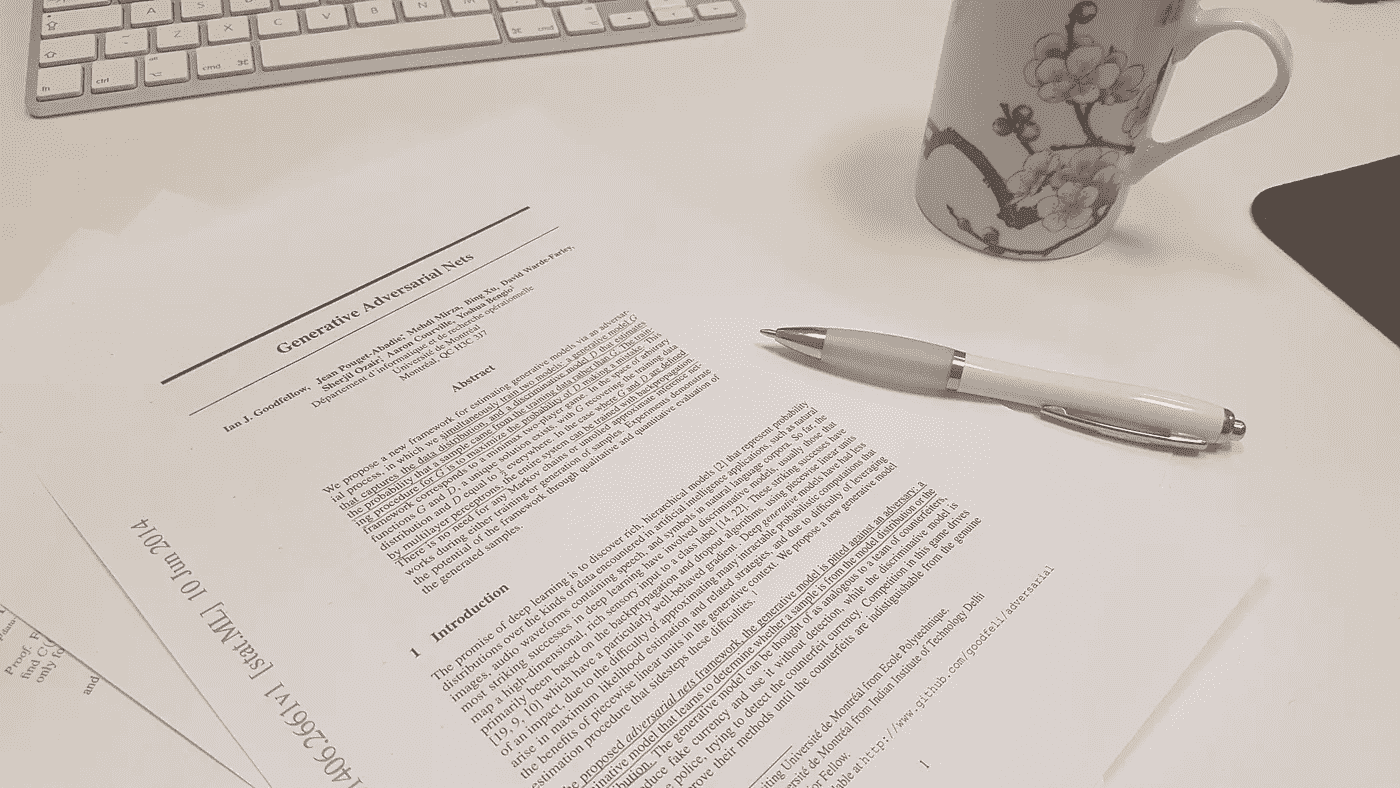 A S
Z X C V B N M
fn ctrl alt cmd cmd alt
Generative Adversarial Nets
Ian J. Goodfellow, Jean Pouget-Abadie, Mehdi Mirza, Bing Xu, David Warde-Farley,
Sherjil Ozair, Aaron Courville, Yoshua Bengio
Département d'informatique et de recherche opérationnelle
Université de Montréal
Montréal, QC H3C 3J7
Abstract
We propose a new framework for estimating generative models via an adversar-
ial process, in which we simultaneously train two models: a generative model G
that captures the data distribution, and a discriminative model D that estimates
the probability that a sample came from the training data rather than G. The train-
ing procedure for G is to maximize the probability of D making a mistake. This
framework corresponds to a minimax two-player game. In the space of arbitrary
functions G and D, a unique solution exists, with G recovering the training data
distribution and D equal to ½ everywhere. In the case where G and D are defined
by multilayer perceptrons, the entire system can be trained with backpropagation.
There is no need for any Markov chains or unrolled approximate inference net-
works during either training or generation of samples. Experiments demonstrate
the potential of the framework through qualitative and quantitative evaluation of
the generated samples.
1 Introduction
The promise of deep learning is to discover rich, hierarchical models [2] that represent probability
distributions over the kinds of data encountered in artificial intelligence applications, such as natural
images, audio waveforms containing speech, and symbols in natural language corpora. So far, the
most striking successes in deep learning have involved discriminative models, usually those that
map a high-dimensional, rich sensory input to a class label [14, 22]. These striking successes have
primarily been based on the backpropagation and dropout algorithms, using piecewise linear units
[19, 9, 10] which have a particularly well-behaved gradient. Deep generative models have had less
of an impact, due to the difficulty of approximating many intractable probabilistic computations that
arise in maximum likelihood estimation and related strategies, and due to difficulty of leveraging
the benefits of piecewise linear units in the generative context. We propose a new generative model
estimation procedure that sidesteps these difficulties. 1
the proposed adversarial nets framework, the generative model is pitted against an adversary: a
inative model that learns to determine whether a sample is from the model distribution or the
ibution. The generative model can be thought of as analogous to a team of counterfeiters,
oduce fake currency and use it without detection, while the discriminative model is
e police, trying to detect the counterfeit currency. Competition in this game drives
prove their methods until the counterfeits are indistinguishable from the genuine
iting Université de Montréal from Ecole Polytechnique.
rsité de Montréal from Indian Institute of Technology Delhi
or Fellow.
lable at http://www.github.com/goodfeli/adversarial
1
1406.2661v1 [stat.ML] 10 Jun 2014
Proof.
find C(
only fo
and